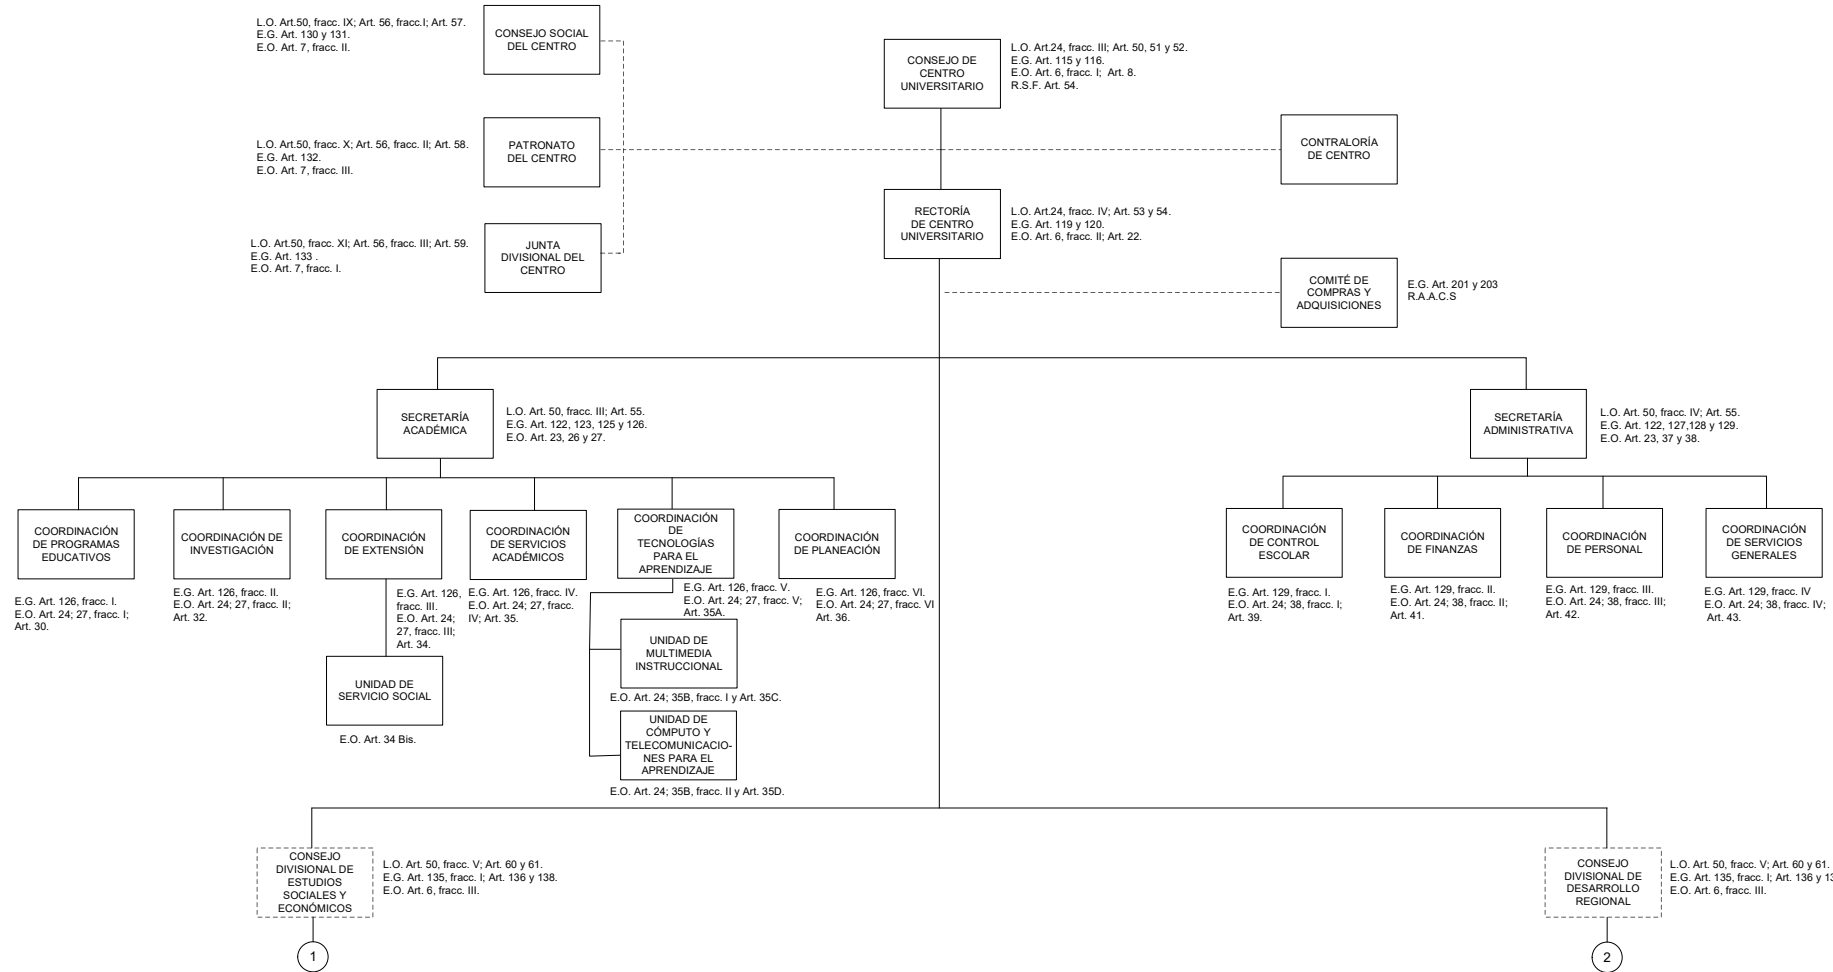 L.O. Art.50, fracc. IX; Art. 56, fracc.I; Art. 57.
E.G. Art. 130 y 131.
E.O. Art. 7, fracc. II.
CONSEJO SOCIAL
DEL CENTRO
CONSEJO DE
CENTRO
UNIVERSITARIO
L.O. Art.24, fracc. III; Art. 50, 51 y 52.
E.G. Art. 115 y 116.
E.O. Art. 6, fracc. I; Art. 8.
R.S.F. Art. 54.
L.O. Art.50, fracc. X; Art. 56, fracc. II; Art. 58.
E.G. Art. 132.
E.O. Art. 7, fracc. III.
PATRONATO
DEL CENTRO
CONTRALORÍA
DE CENTRO
RECTORÍA
DE CENTRO
UNIVERSITARIO
L.O. Art.24, fracc. IV; Art. 53 y 54.
E.G. Art. 119 y 120.
E.O. Art. 6, fracc. II; Art. 22.
L.O. Art.50, fracc. XI; Art. 56, fracc. III; Art. 59.
E.G. Art. 133 .
E.O. Art. 7, fracc. I.
JUNTA
DIVISIONAL DEL
CENTRO
COMITÉ DE
COMPRAS Y
ADQUISICIONES
E.G. Art. 201 y 203
R.A.A.C.S
SECRETARÍA
ACADÉMICA
L.O. Art. 50, fracc. III; Art. 55.
E.G. Art. 122, 123, 125 y 126.
E.O. Art. 23, 26 y 27.
SECRETARÍA
ADMINISTRATIVA
L.O. Art. 50, fracc. IV; Art. 55.
E.G. Art. 122, 127,128 y 129.
E.O. Art. 23, 37 y 38.
COORDINACIÓN
DE PROGRAMAS
EDUCATIVOS
E.G. Art. 126, fracc. I.
E.O. Art. 24; 27, fracc. I;
Art. 30.
COORDINACIÓN DE
INVESTIGACIÓN
E.G. Art. 126, fracc. II.
E.O. Art. 24; 27, fracc. II;
Art. 32.
COORDINACIÓN
DE EXTENSIÓN
E.G. Art. 126,
fracc. III.
E.O. Art. 24;
27, fracc. III;
Art. 34.
COORDINACIÓN
DE SERVICIOS
ACADÉMICOS
E.G. Art. 126, fracc. IV.
E.O. Art. 24; 27, fracc.
IV; Art. 35.
COORDINACIÓN
DE
TECNOLOGÍAS
PARA EL
APRENDIZAJE
E.G. Art. 126, fracc. V.
E.O. Art. 24; 27, fracc. V;
Art. 35A.
COORDINACIÓN
DE PLANEACIÓN
E.G. Art. 126, fracc. VI.
E.O. Art. 24; 27, fracc. VI
Art. 36.
COORDINACIÓN
DE CONTROL
ESCOLAR
E.G. Art. 129, fracc. I.
E.O. Art. 24; 38, fracc. I;
Art. 39.
COORDINACIÓN
DE FINANZAS
E.G. Art. 129, fracc. II.
E.O. Art. 24; 38, fracc. II;
Art. 41.
COORDINACIÓN
DE PERSONAL
E.G. Art. 129, fracc. III.
E.O. Art. 24; 38, fracc. III;
Art. 42.
COORDINACIÓN
DE SERVICIOS
GENERALES
E.G. Art. 129, fracc. IV
E.O. Art. 24; 38, fracc. IV;
Art. 43.
UNIDAD DE
SERVICIO SOCIAL
E.O. Art. 34 Bis.
UNIDAD DE
MULTIMEDIA
INSTRUCCIONAL
E.O. Art. 24; 35B, fracc. I y Art. 35C.
UNIDAD DE
CÓMPUTO Y
TELECOMUNICACIO-
NES PARA EL
APRENDIZAJE
E.O. Art. 24; 35B, fracc. II y Art. 35D.
CONSEJO
DIVISIONAL DE
ESTUDIOS
SOCIALES Y
ECONÓMICOS
L.O. Art. 50, fracc. V; Art. 60 y 61.
E.G. Art. 135, fracc. I; Art. 136 y 138.
E.O. Art. 6, fracc. III.
1
CONSEJO
DIVISIONAL DE
DESARROLLO
REGIONAL
L.O. Art. 50, fracc. V; Art. 60 y 61.
E.G. Art. 135, fracc. I; Art. 136 y
E.O. Art. 6, fracc. III.
2